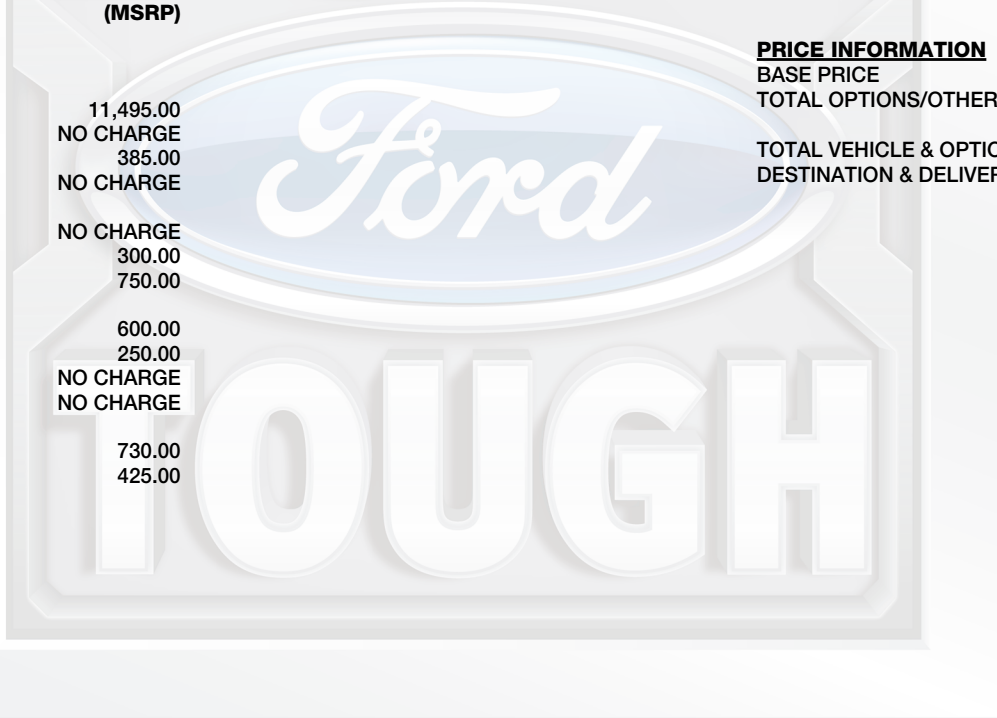 (MSRP)
11,495.00
NO CHARGE
385.00
NO CHARGE
NO CHARGE
300.00
750.00
600.00
250.00
NO CHARGE
NO CHARGE
730.00
425.00
PRICE INFORMATION
BASE PRICE
TOTAL OPTIONS/OTHER
TOTAL VEHICLE & OPTIO
DESTINATION & DELIVER
Ford
TOUGH